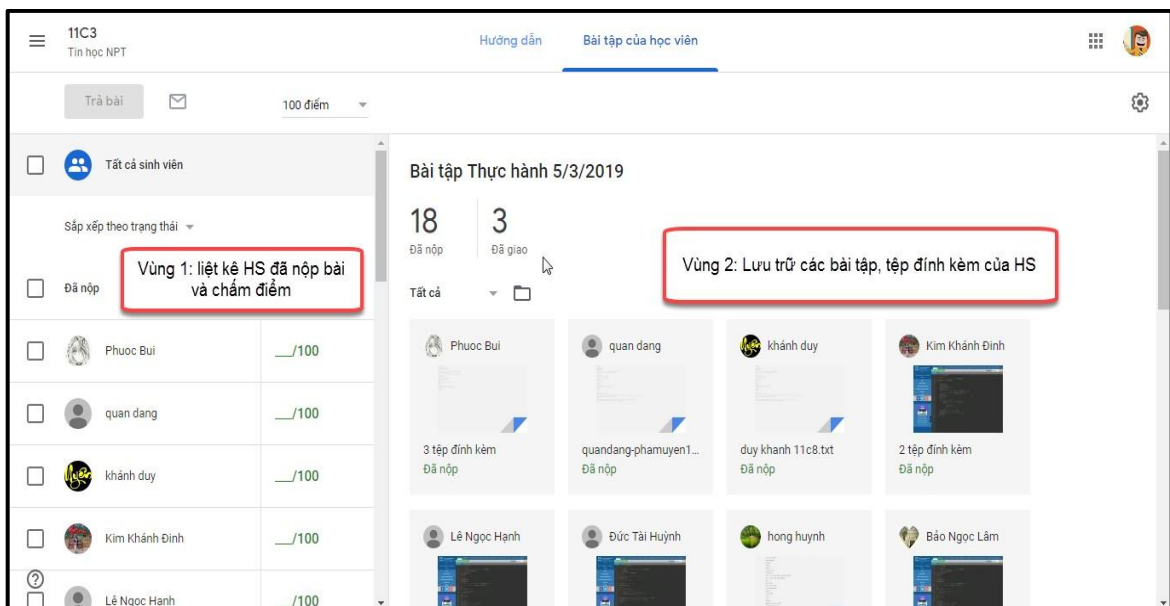 11C3
Tin học NPT
Hướng dẫn
Bài tập của học viên
Trả bài
100 điểm
Tất cả sinh viên
Sắp xếp theo trạng thái
Đã nộp
Vùng 1: liệt kê HS đã nộp bài
và chấm điểm
Phuoc Bui
__/100
quan dang
__/100
khánh duy
__/100
Kim Khánh Đinh
__/100
Lê Ngọc Hạnh
__/100
Bài tập Thực hành 5/3/2019
18
Đã nộp
3
Đã giao
Vùng 2: Lưu trữ các bài tập, tệp đính kèm của HS
Tất cả
Phuoc Bui
3 tệp đính kèm
Đã nộp
quan dang
quandang-phamuyen1...
Đã nộp
khánh duy
duy khanh 11c8.txt
Đã nộp
Kim Khánh Đinh
2 tệp đính kèm
Đã nộp
Lê Ngọc Hạnh
Đức Tài Huỳnh
hong huynh
Bảo Ngọc Lâm